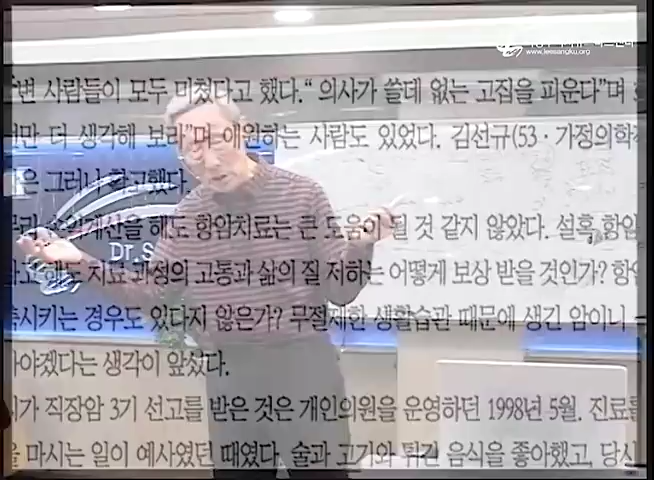 www.leesangku.org
변 사람들이 모두 미쳤다고 했다.“ 의사가 쓸데 없는 고집을 피운다”며
만 더 생각해 보라”며 애원하는 사람도 있었다. 김선규(53·가정의학
은 그러나 확고했다.
손익계산을 해도 항암치료는 큰 도움이 될 것 같지 않았다. 설혹 항암
해도 치료 과정의 고통과 삶의 질 저하는 어떻게 보상 받을 것인가? 항
시키는 경우도 있다지 않은가? 무절제한 생활습관 때문에 생긴 암이니
야겠다는 생각이 앞섰다.
가 직장암 3기 선고를 받은 것은 개인의원을 운영하던 1998년 5월. 진료
마시는 일이 예사였던 때였다. 술과 고기와 튀긴 음식을 좋아했고, 당시
Dr.S